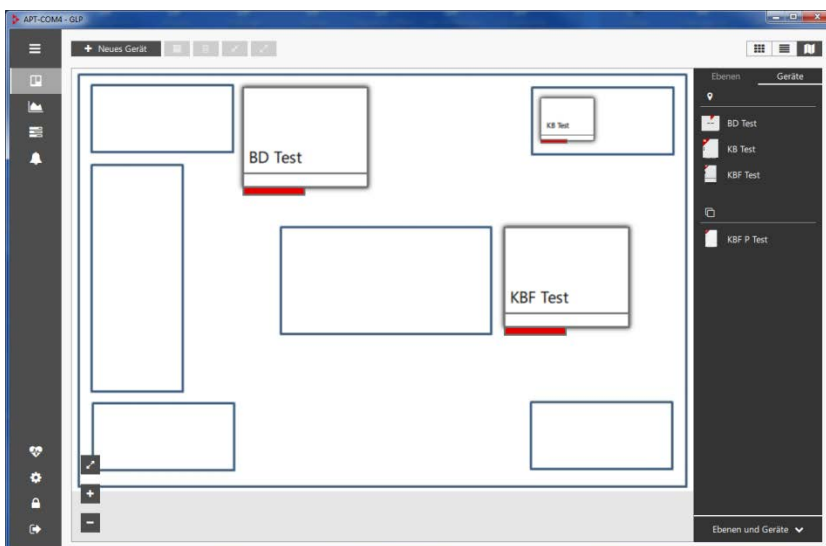 APT-COM4 - GLP
+ Neues Gerät
Ebenen Geräte
BD Test
KB Test
KBF Test
KBF P Test
BD Test
KB Test
KBF Test
Ebenen und Geräte